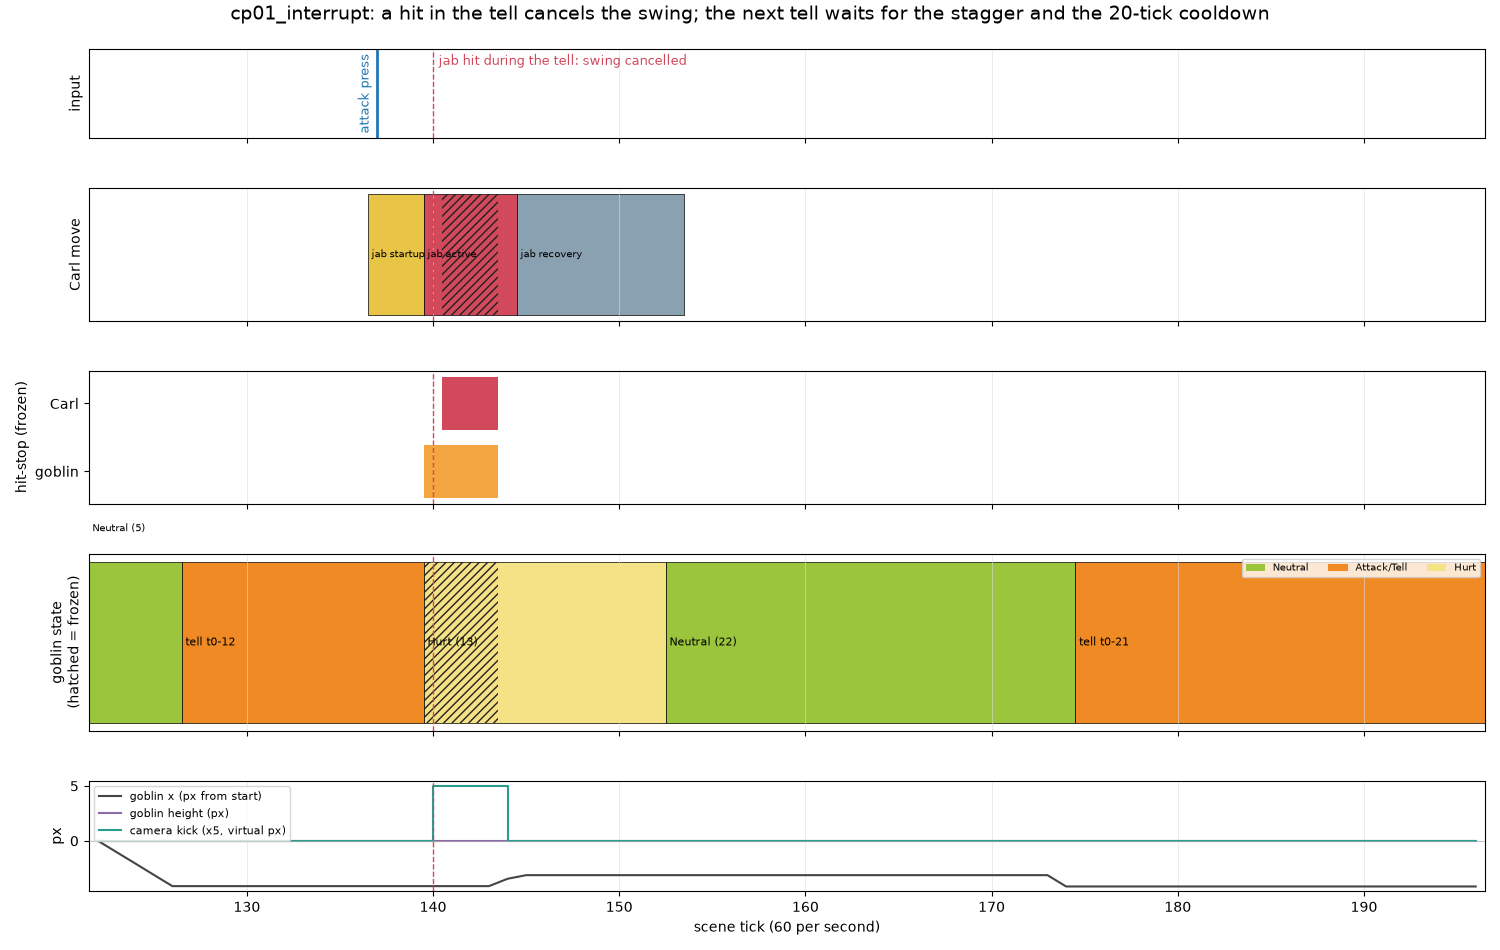 cp01_interrupt: a hit in the tell cancels the swing; the next tell waits for the stagger and the 20-tick cooldown
input
attack press
jab hit during the tell: swing cancelled
Carl move
jab startup
jab active
jab recovery
hit-stop (frozen)
Carl
goblin
Neutral (5)
goblin state
(hatched = frozen)
tell t0-12
Hurt (13)
Neutral (22)
tell t0-21
Neutral
Attack/Tell
Hurt
px
5
0
goblin x (px from start)
goblin height (px)
camera kick (x5, virtual px)
130 140 150 160 170 180 190
scene tick (60 per second)